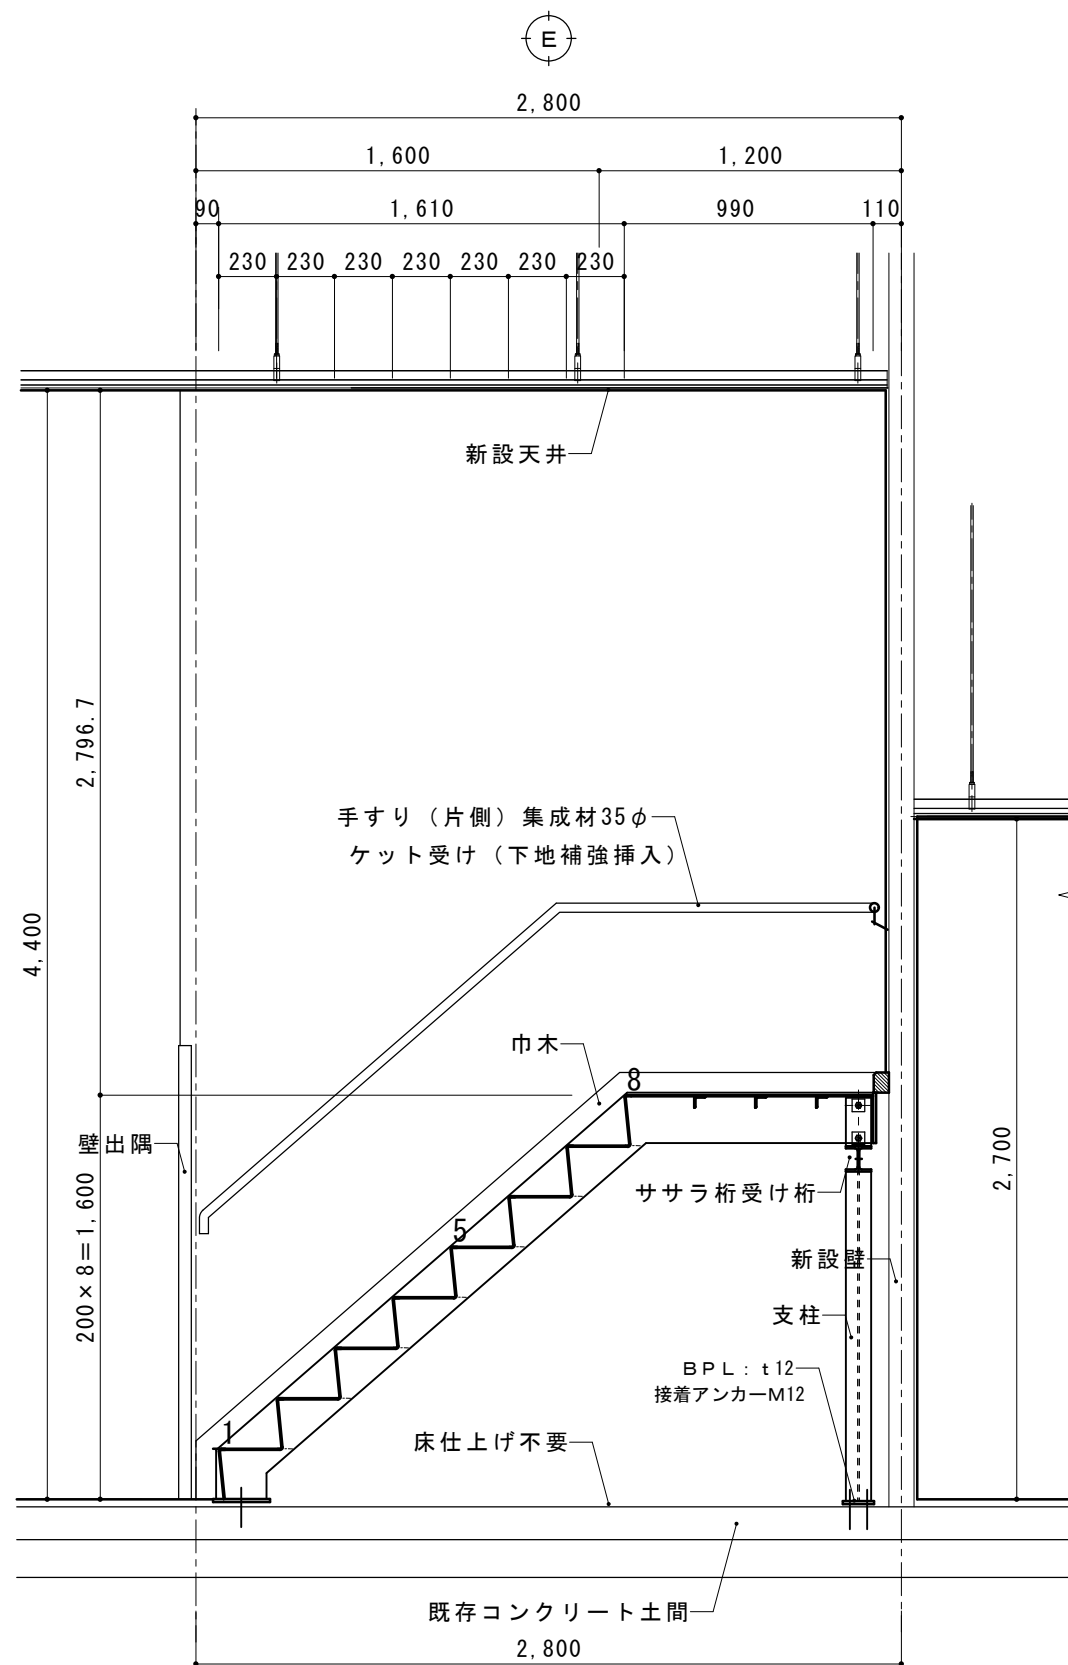 E
2,800
1,600
1,200
90
1,610
990
110
230
230
230
230
230
230
230
新設天井
2,796.7
手すり（片側）集成材35φ
ケット受け（下地補強挿入）
4,400
巾木
8
壁出隅
2,700
ササラ桁受け桁
5
新設壁
200×8＝1,600
支柱
ＢＰＬ：ｔ12
接着アンカーM12
1
床仕上げ不要
既存コンクリート土間
2,800